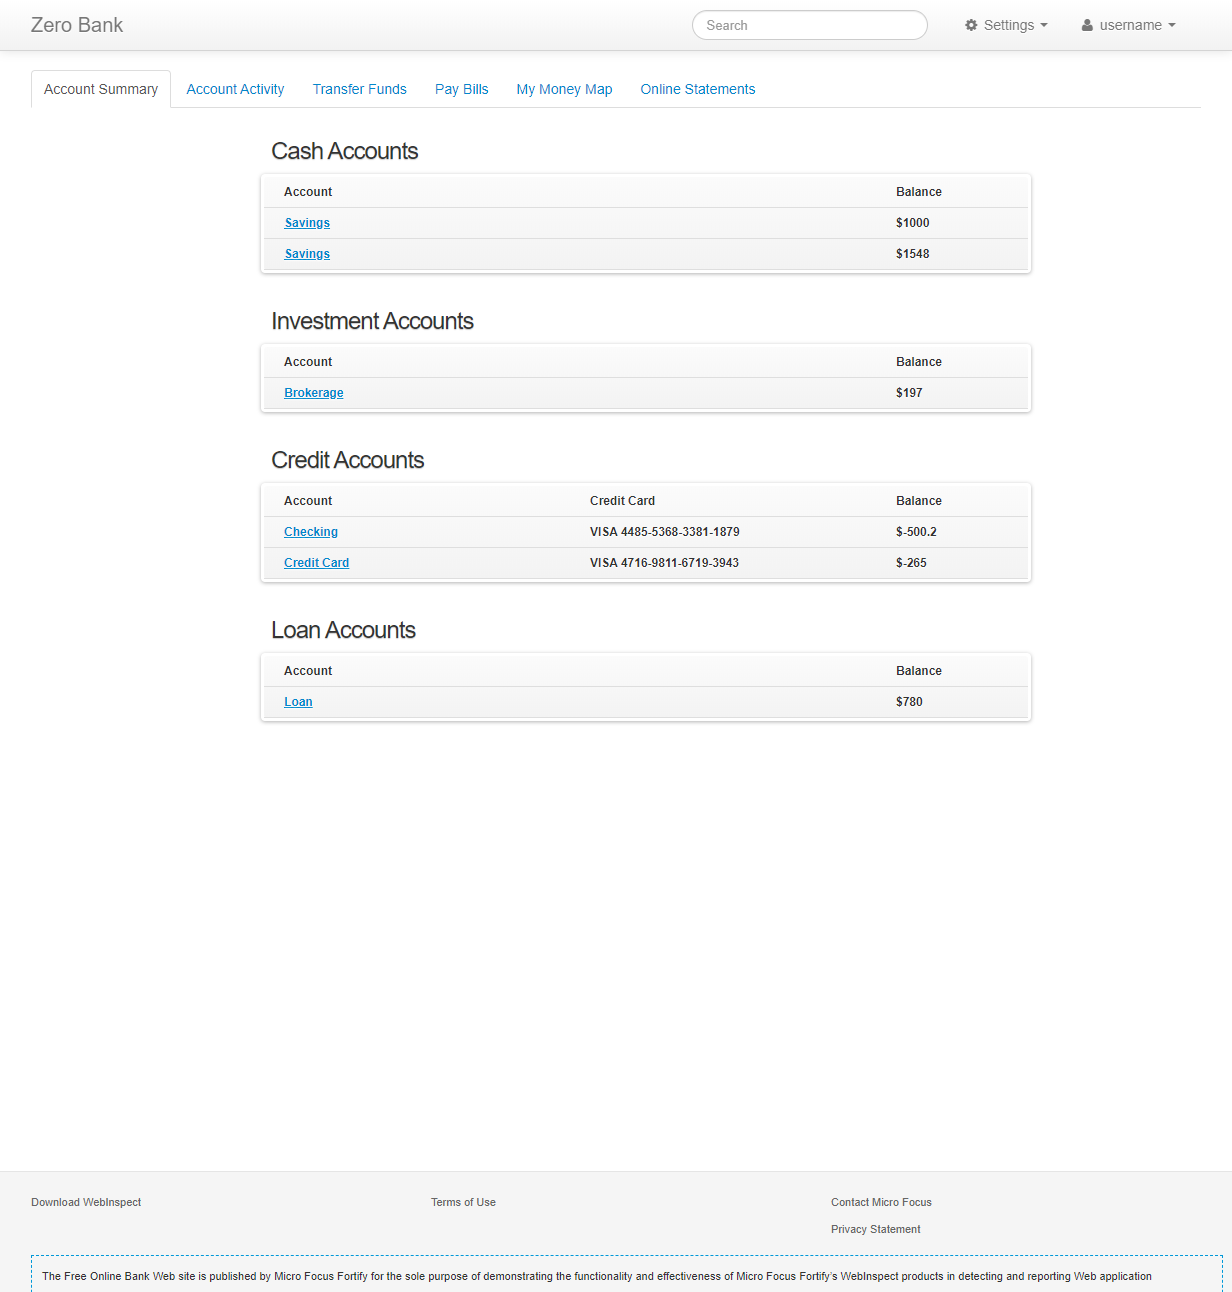 Zero Bank
Search
Settings
username
Account Summary
Account Activity
Transfer Funds
Pay Bills
My Money Map
Online Statements
Cash Accounts
Account Balance
Savings $1000
Savings $1548
Investment Accounts
Account Balance
Brokerage $197
Credit Accounts
Account Credit Card Balance
Checking VISA 4485-5368-3381-1879 $-500.2
Credit Card VISA 4716-9811-6719-3943 $-265
Loan Accounts
Account Balance
Loan $780
Download WebInspect
Terms of Use
Contact Micro Focus
Privacy Statement
The Free Online Bank Web site is published by Micro Focus Fortify for the sole purpose of demonstrating the functionality and effectiveness of Micro Focus Fortify's WebInspect products in detecting and reporting Web application